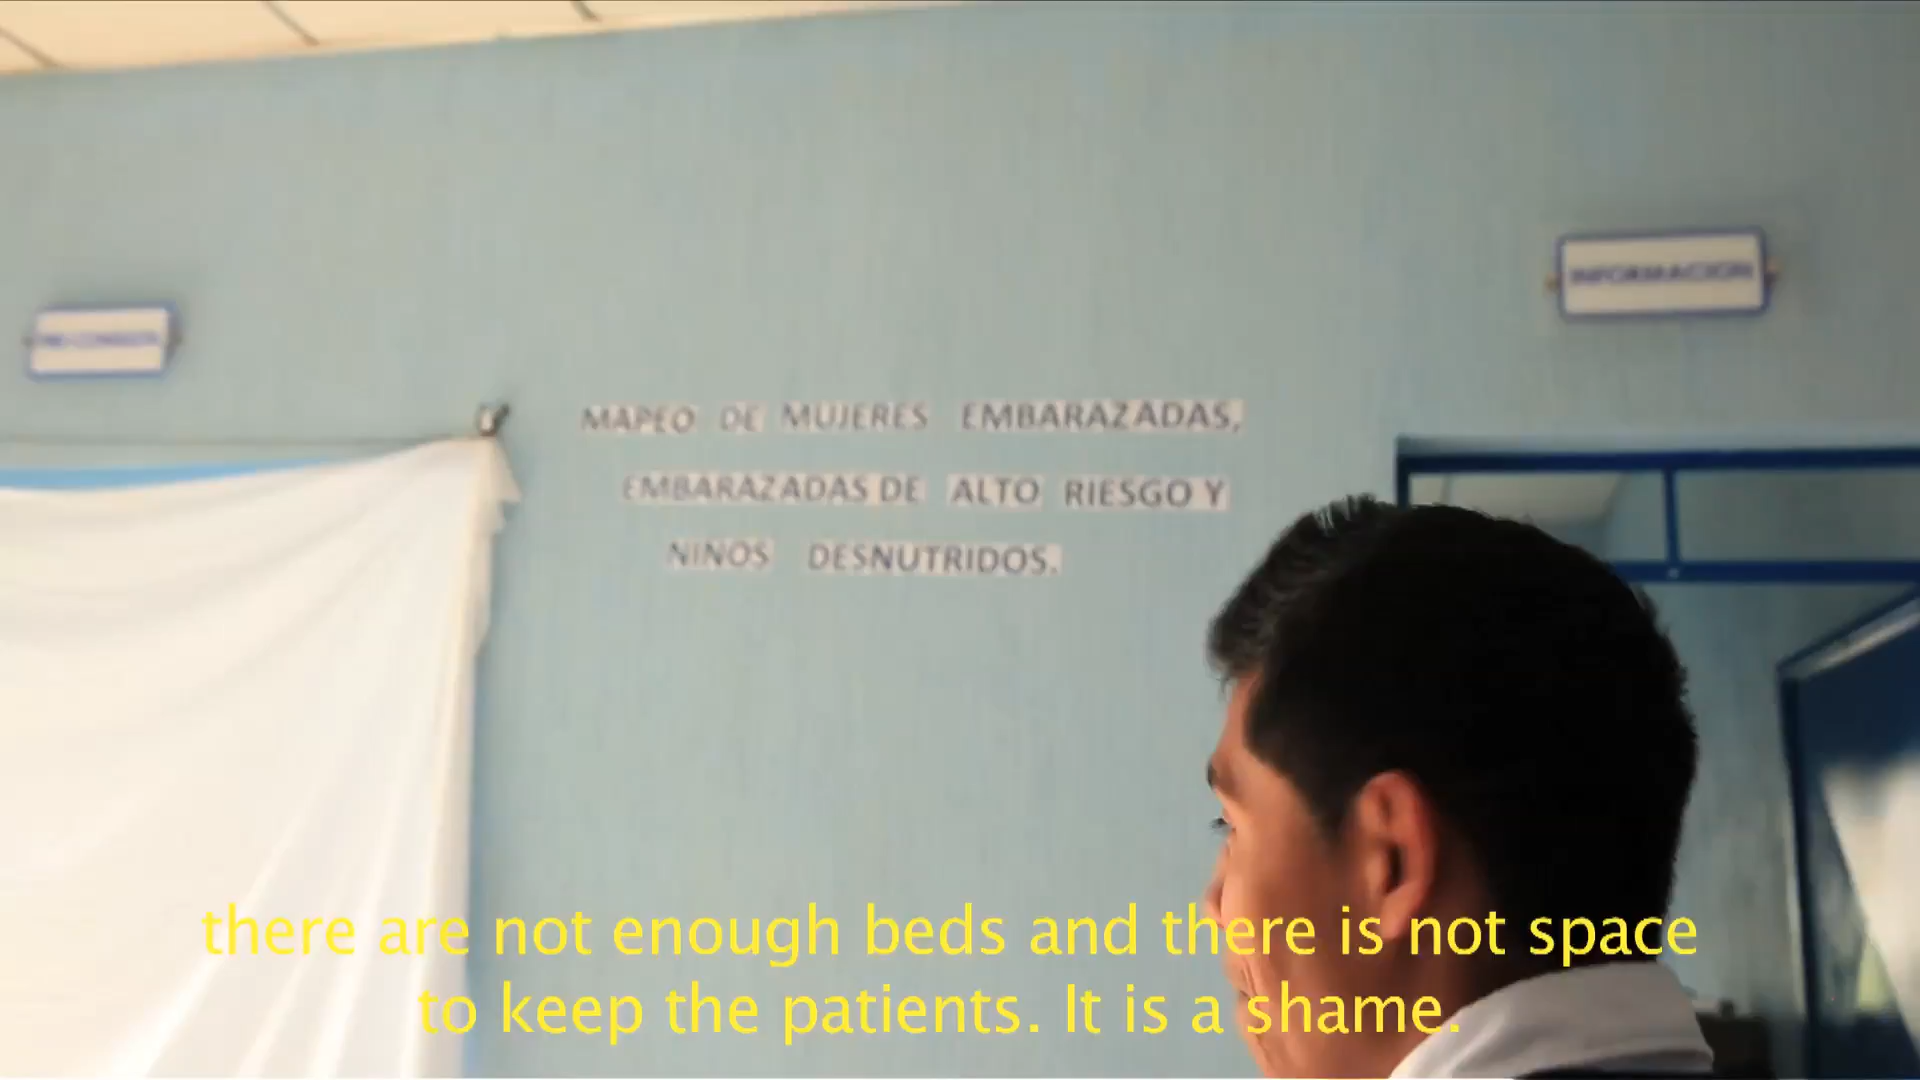 INFORMACION
MAPEO DE MUJERES EMBARAZADAS,
EMBARAZADAS DE ALTO RIESGO Y
NINOS DESNUTRIDOS.
there are not enough beds and there is not space
to keep the patients. It is a shame.